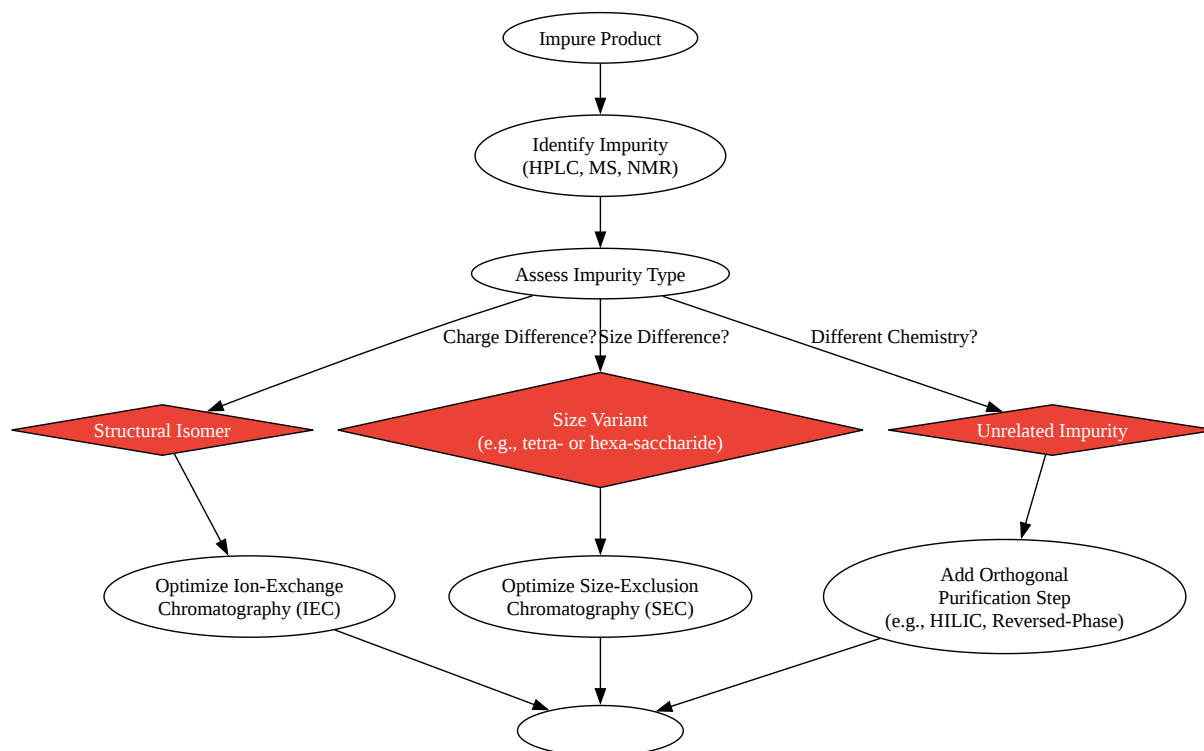 Impure Product
Identify Impurity
(HPLC, MS, NMR)
Assess Impurity Type
Charge Difference?
Size Difference?
Different Chemistry?
Structural Isomer
Size Variant
(e.g., tetra- or hexa-saccharide)
Unrelated Impurity
Optimize Ion-Exchange
Chromatography (IEC)
Optimize Size-Exclusion
Chromatography (SEC)
Add Orthogonal
Purification Step
(e.g., HILIC, Reversed-Phase)